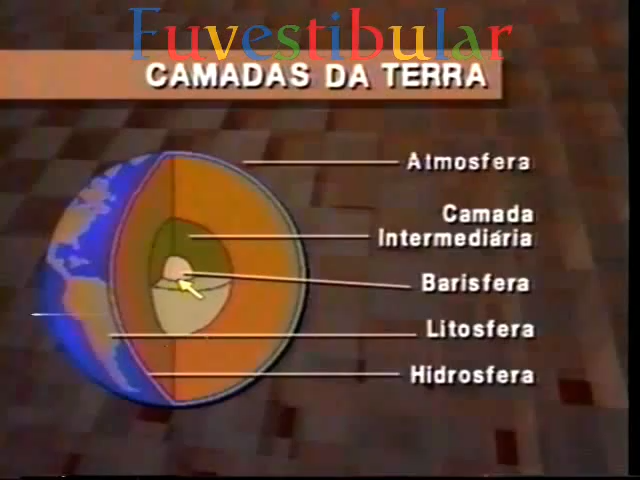 Fuvestibular
CAMADAS DA TERRA
Atmosfera
Camada
Intermediária
Barisfera
Litosfera
Hidrosfera